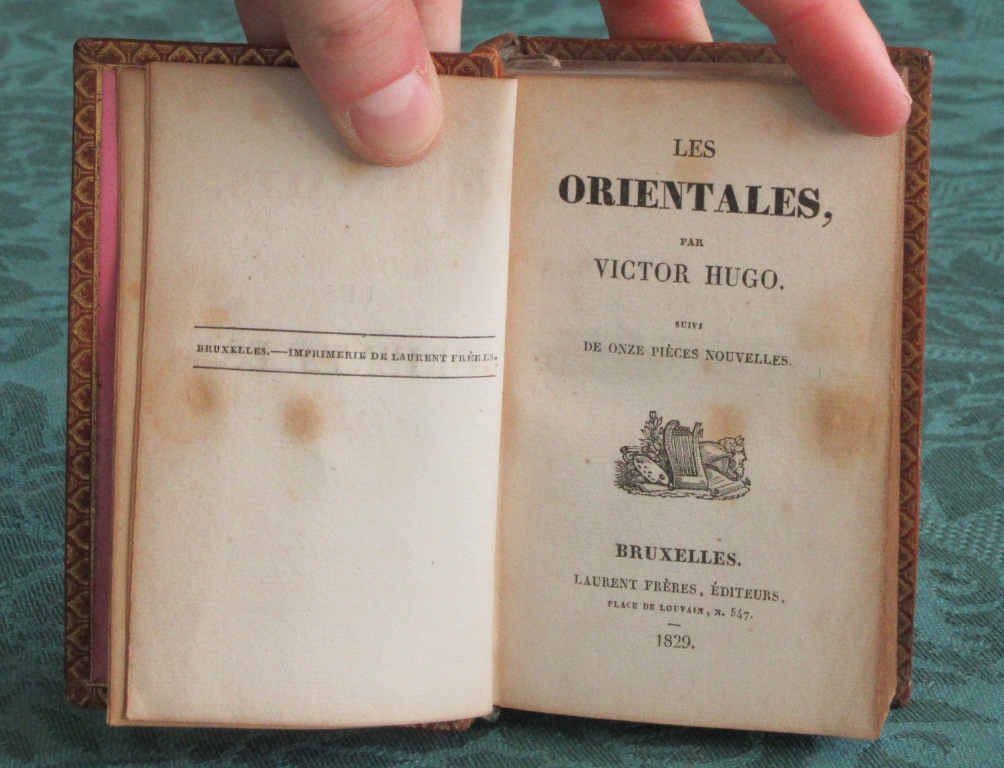 BRUXELLES.—IMPRIMERIE DE LAURENT FRÈRES.
LES
ORIENTALES,
PAR
VICTOR HUGO.
SUIVI
DE ONZE PIÈCES NOUVELLES.
BRUXELLES.
LAURENT FRÈRES, ÉDITEURS,
PLACE DE LOUVAIN, N. 547.
1829.